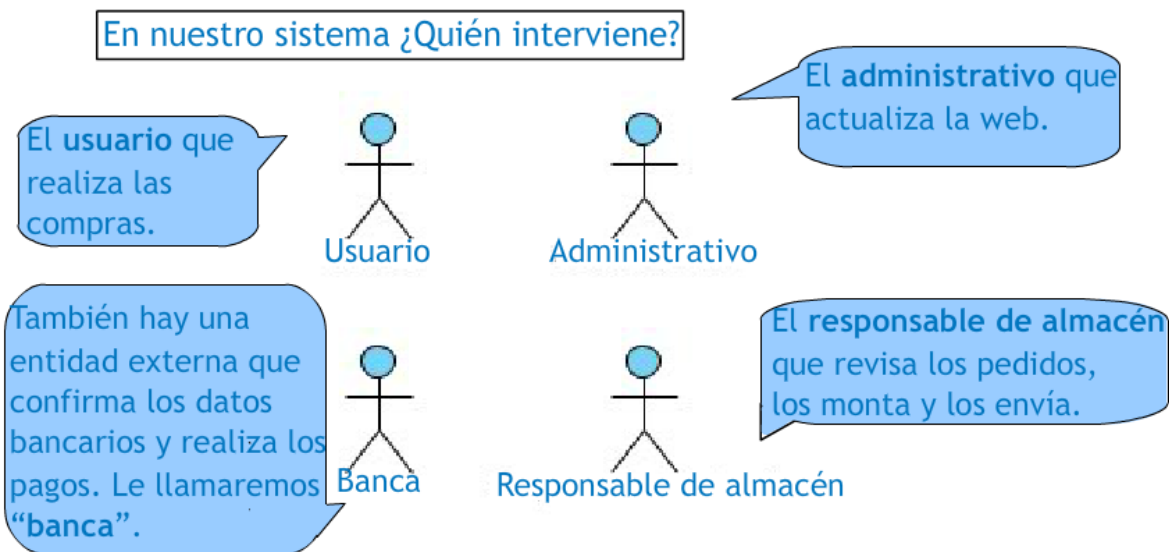 En nuestro sistema ¿Quién interviene?
El administrativo que
actualiza la web.
El usuario que
realiza las
compras.
Usuario
Administrativo
También hay una
entidad externa que
confirma los datos
bancarios y realiza los
pagos. Le llamaremos
“banca”.
El responsable de almacén
que revisa los pedidos,
los monta y los envía.
Banca
Responsable de almacén